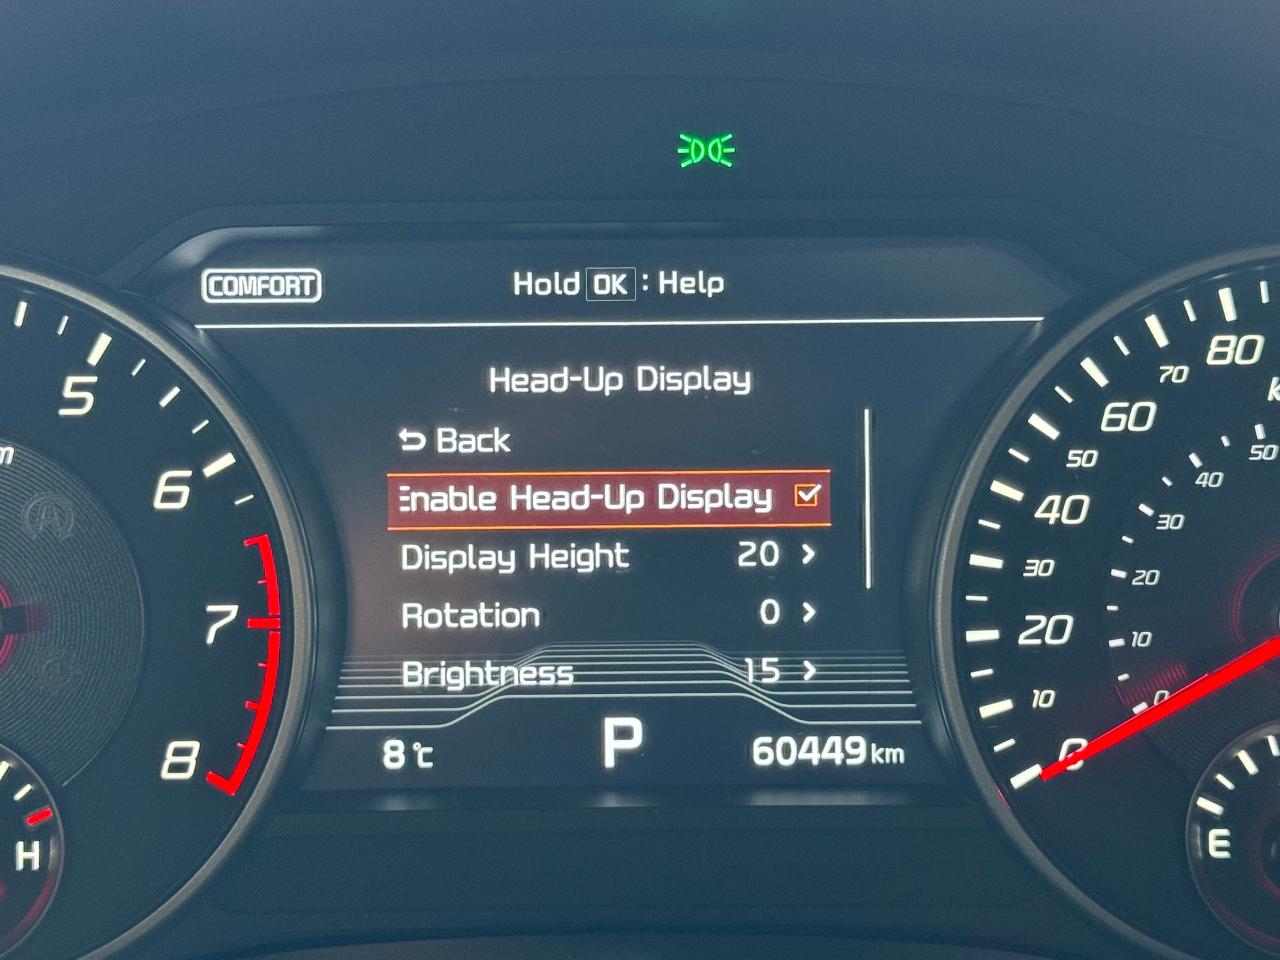 COMFORT
Hold OK : Help
Head-Up Display
Back
Enable Head-Up Display
Display Height 20
Rotation 0
Brightness 15
8°C
P
60449 km
5
6
7
8
H
80
70
60
50
40
30
20
10
0
50
40
30
20
10
0
E